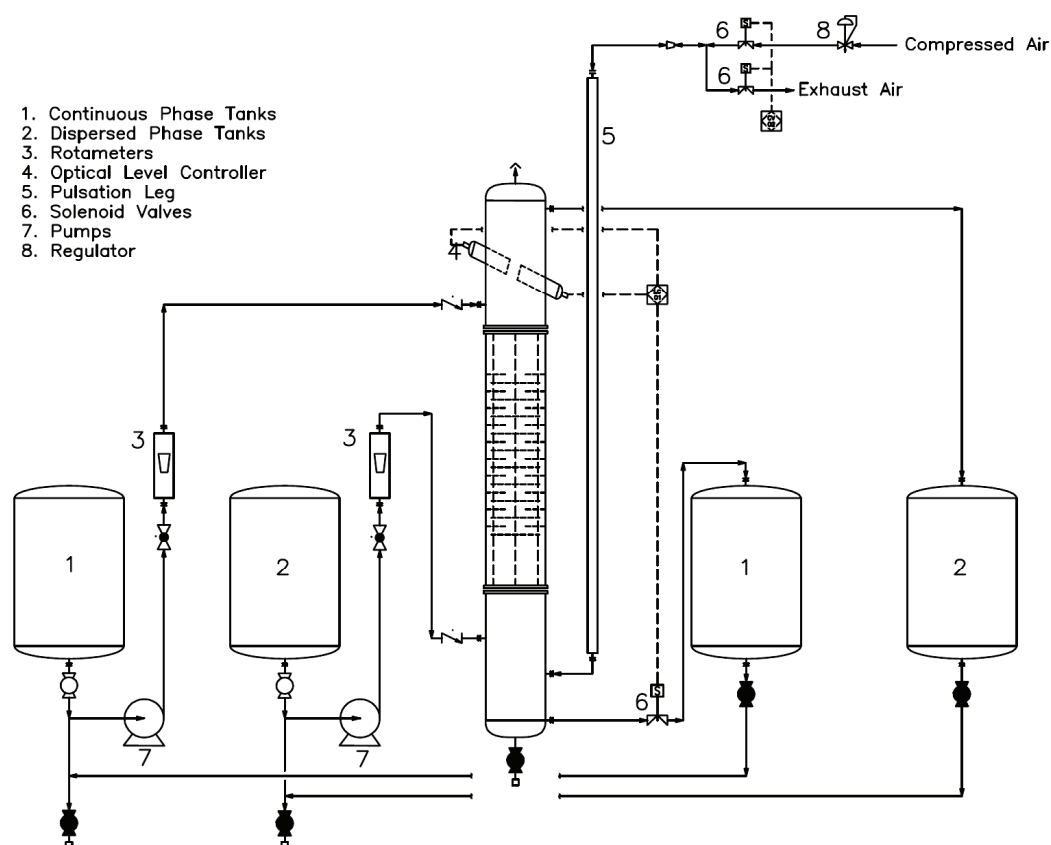 6
S
8
Compressed Air
S
6
Exhaust Air
1. Continuous Phase Tanks
2. Dispersed Phase Tanks
3. Rotameters
4. Optical Level Controller
5. Pulsation Leg
6. Solenoid Valves
7. Pumps
8. Regulator
5
4
3
3
1
2
1
2
S
6
7
7